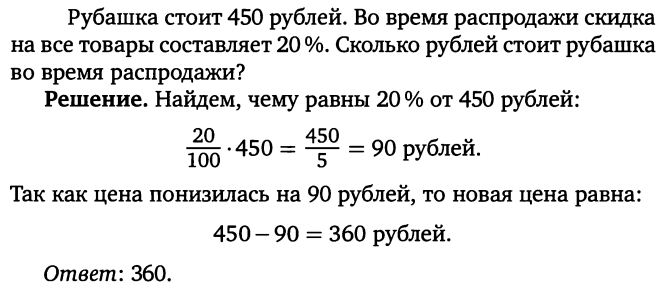 Рубашка стоит 450 рублей. Во время распродажи скидка
на все товары составляет 20 %. Сколько рублей стоит рубашка
во время распродажи?
Решение. Найдем, чему равны 20 % от 450 рублей:
20/100 · 450 = 450/5 = 90 рублей.
Так как цена понизилась на 90 рублей, то новая цена равна:
450 − 90 = 360 рублей.
Ответ: 360.